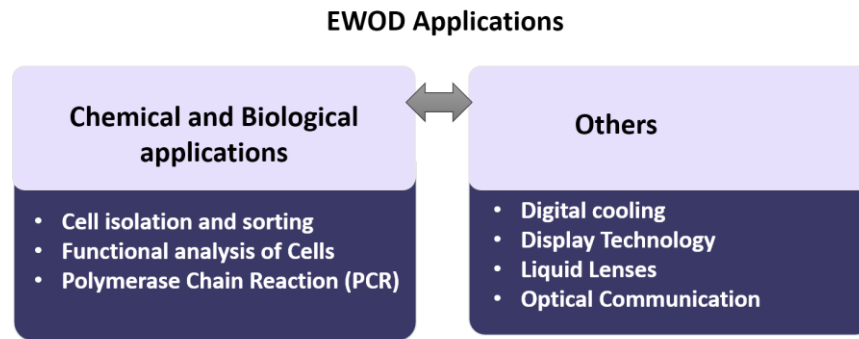 EWOD Applications
Chemical and Biological
applications
• Cell isolation and sorting
• Functional analysis of Cells
• Polymerase Chain Reaction (PCR)
Others
• Digital cooling
• Display Technology
• Liquid Lenses
• Optical Communication